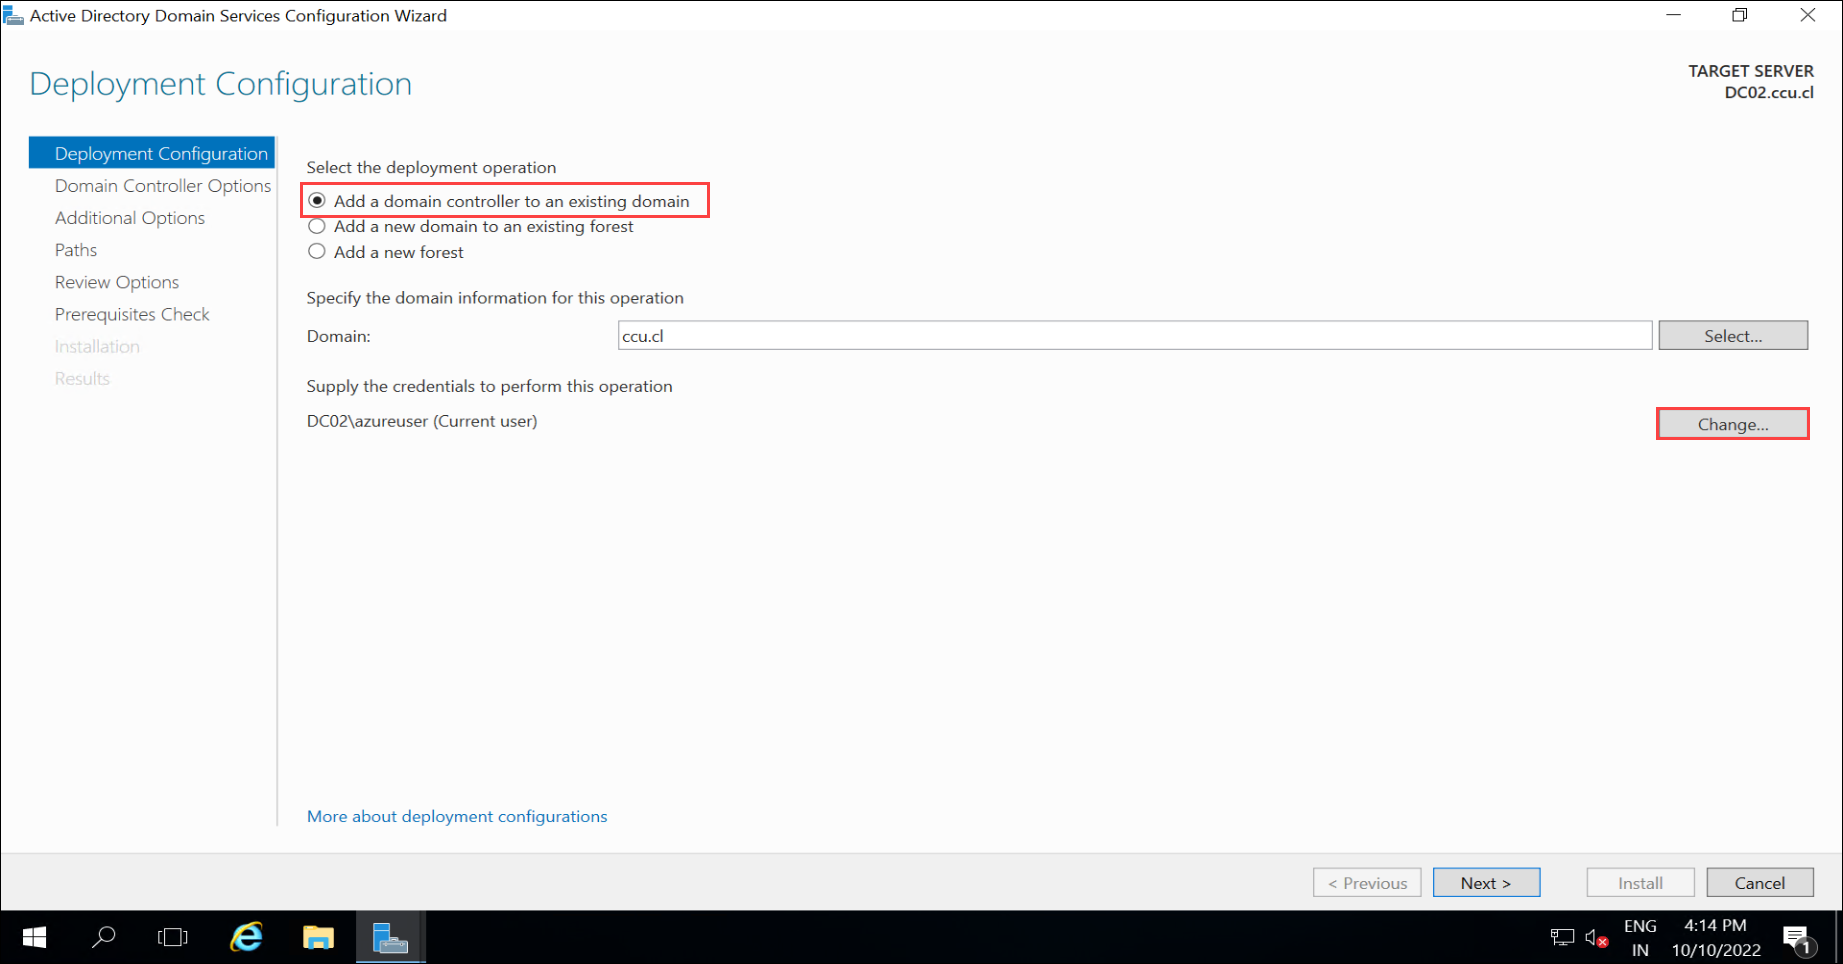 Active Directory Domain Services Configuration Wizard
Deployment Configuration
TARGET SERVER
DC02.ccu.cl
Deployment Configuration
Domain Controller Options
Additional Options
Paths
Review Options
Prerequisites Check
Installation
Results
Select the deployment operation
Add a domain controller to an existing domain
Add a new domain to an existing forest
Add a new forest
Specify the domain information for this operation
Domain:
ccu.cl
Select...
Supply the credentials to perform this operation
DC02\azureuser (Current user)
Change...
More about deployment configurations
< Previous
Next >
Install
Cancel
ENG
IN
4:14 PM
10/10/2022
1